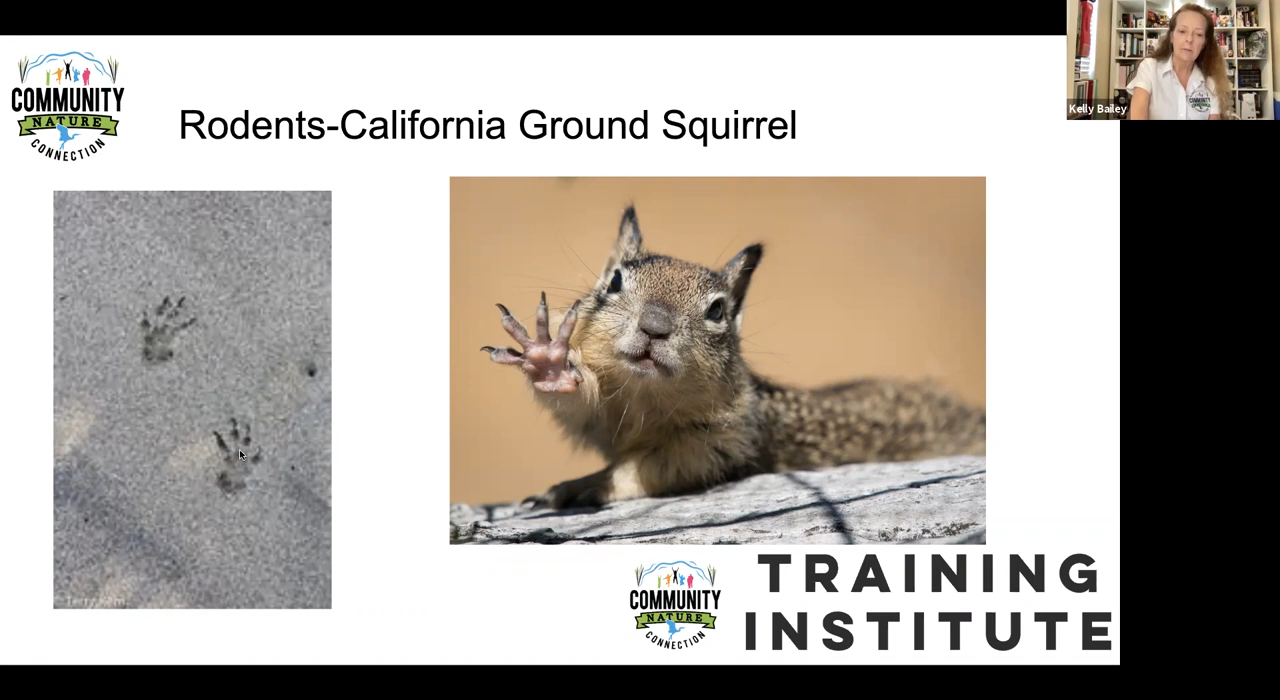 COMMUNITY
NATURE
CONNECTION
Rodents-California Ground Squirrel
Kelly Bailey
COMMUNITY
NATURE
CONNECTION
TRAINING
INSTITUTE